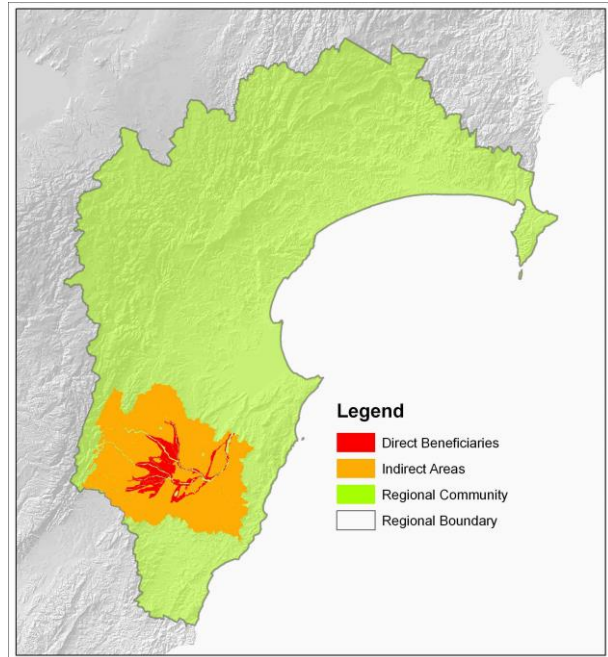 Legend
Direct Beneficiaries
Indirect Areas
Regional Community
Regional Boundary